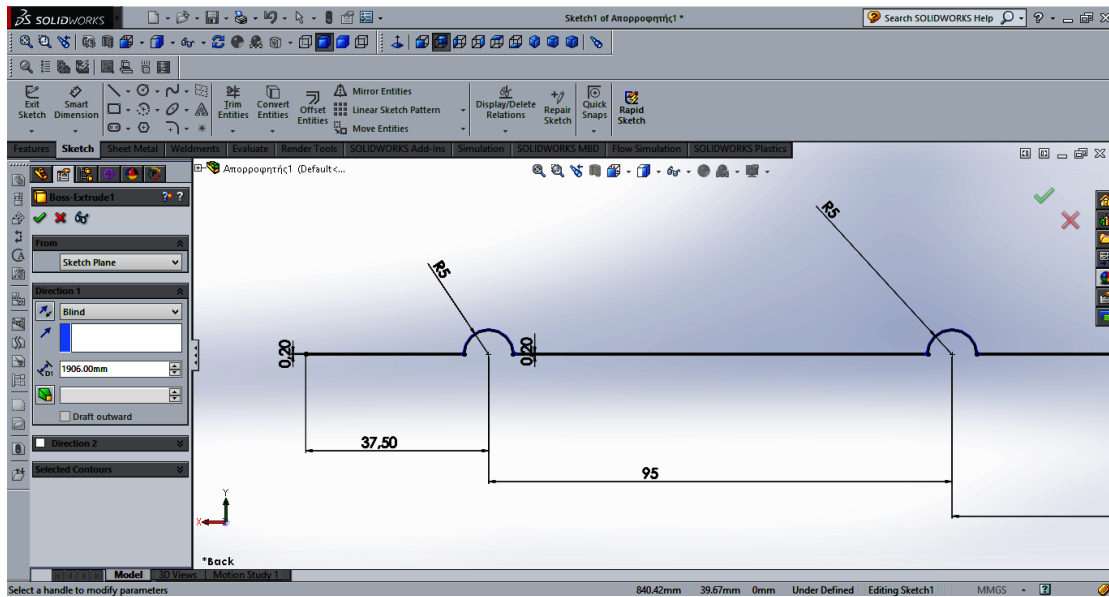 SOLIDWORKS
Sketch1 of Απορροφητής1 *
Search SOLIDWORKS Help
Exit Sketch
Smart Dimension
Trim Entities
Convert Entities
Offset Entities
Mirror Entities
Linear Sketch Pattern
Move Entities
Display/Delete Relations
Repair Sketch
Quick Snaps
Rapid Sketch
Features Sketch Sheet Metal Weldments Evaluate Render Tools SOLIDWORKS Add-Ins Simulation SOLIDWORKS MBD Flow Simulation SOLIDWORKS Plastics
Απορροφητής1 (Default<...
Boss-Extrude1
From
Sketch Plane
Direction 1
Blind
D1
1906.00mm
Draft outward
Direction 2
Selected Contours
R5
R5
0,20
0,20
37,50
95
Y
X
*Back
Model 3D Views Motion Study 1
Select a handle to modify parameters
840.42mm 39.67mm 0mm Under Defined Editing Sketch1 MMGS